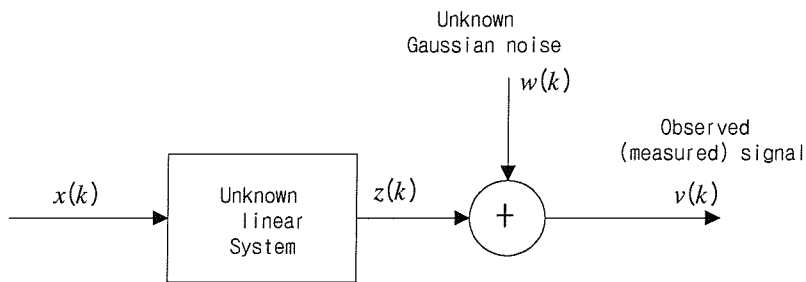 Unknown
Gaussian noise
w(k)
Observed
(measured) signal
x(k)
Unknown
linear
System
z(k)
+
v(k)